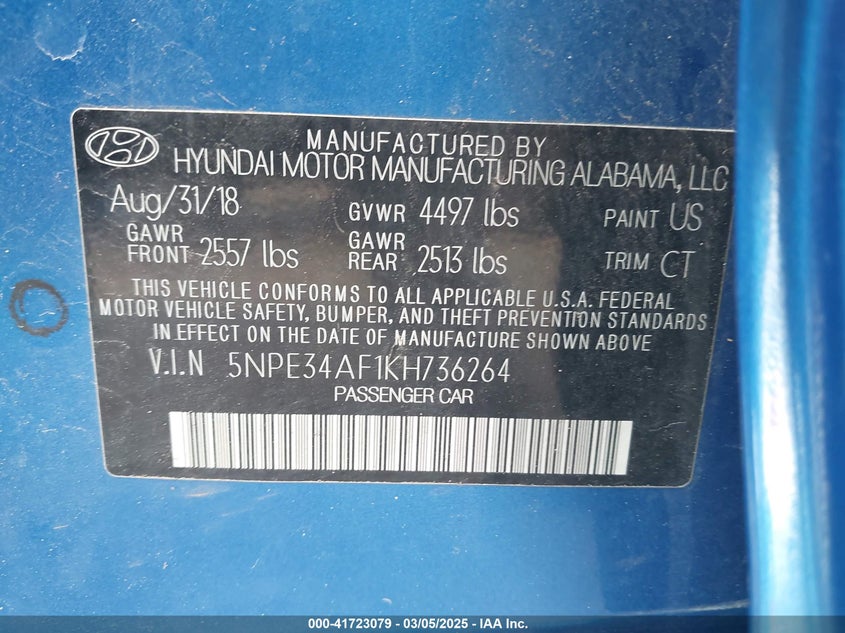 MANUFACTURED BY
HYUNDAI MOTOR MANUFACTURING ALABAMA, LLC
Aug/31/18 GVWR 4497 lbs PAINT US
GAWR FRONT 2557 lbs GAWR REAR 2513 lbs TRIM CT
THIS VEHICLE CONFORMS TO ALL APPLICABLE U.S.A. FEDERAL
MOTOR VEHICLE SAFETY, BUMPER, AND THEFT PREVENTION STANDARDS
IN EFFECT ON THE DATE OF MANUFACTURE SHOWN ABOVE
V.I.N 5NPE34AF1KH736264
PASSENGER CAR
000-41723079 - 03/05/2025 - IAA Inc.